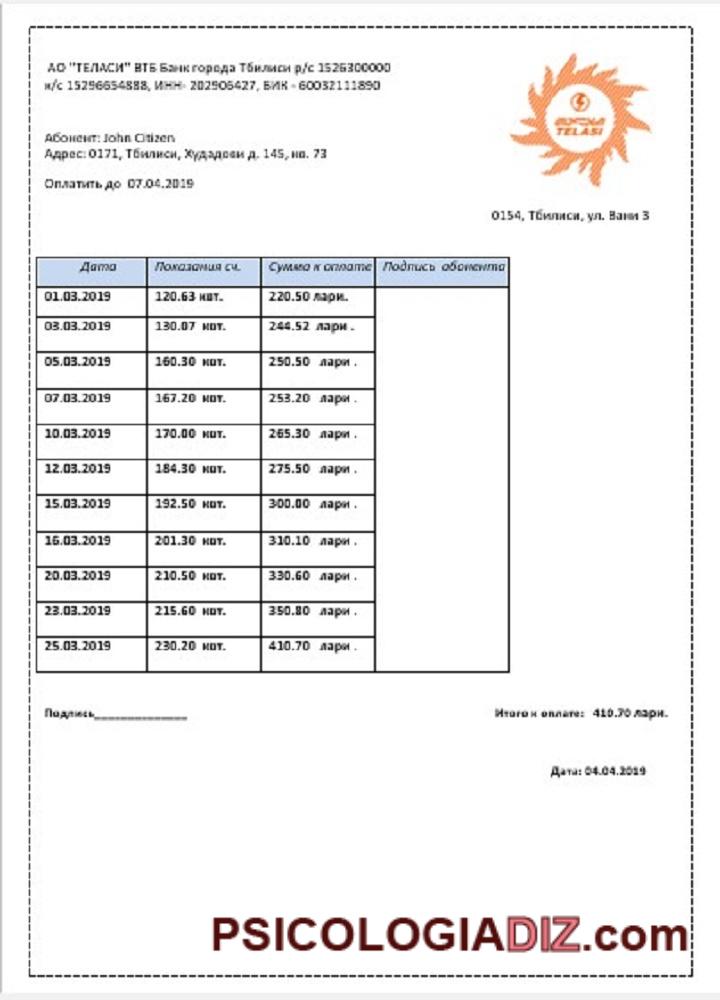 АО "ТЕЛАСИ" ВТБ Банк города Тбилиси р/с 1526300000
к/с 15296654888, ИНН- 202906427, БИК - 60032111890
Абонент: John Citizen
Адрес: 0171, Тбилиси, Худадови д. 145, кв. 73
Оплатить до 07.04.2019
TELASI
0154, Тбилиси, ул. Вани 3
Дата Показания сч. Сумма к оплате Подпись абонента
01.03.2019 120.63 квт. 220.50 лари.
03.03.2019 130.07 квт. 244.52 лари .
05.03.2019 160.30 квт. 250.50 лари .
07.03.2019 167.20 квт. 253.20 лари .
10.03.2019 170.00 квт. 265.30 лари .
12.03.2019 184.30 квт. 275.50 лари .
15.03.2019 192.50 квт. 300.00 лари .
16.03.2019 201.30 квт. 310.10 лари .
20.03.2019 210.50 квт. 330.60 лари .
23.03.2019 215.60 квт. 350.80 лари .
25.03.2019 230.20 квт. 410.70 лари .
Подпись______________ Итого к оплате: 410.70 лари.
Дата: 04.04.2019
PSICOLOGIADIZ.com